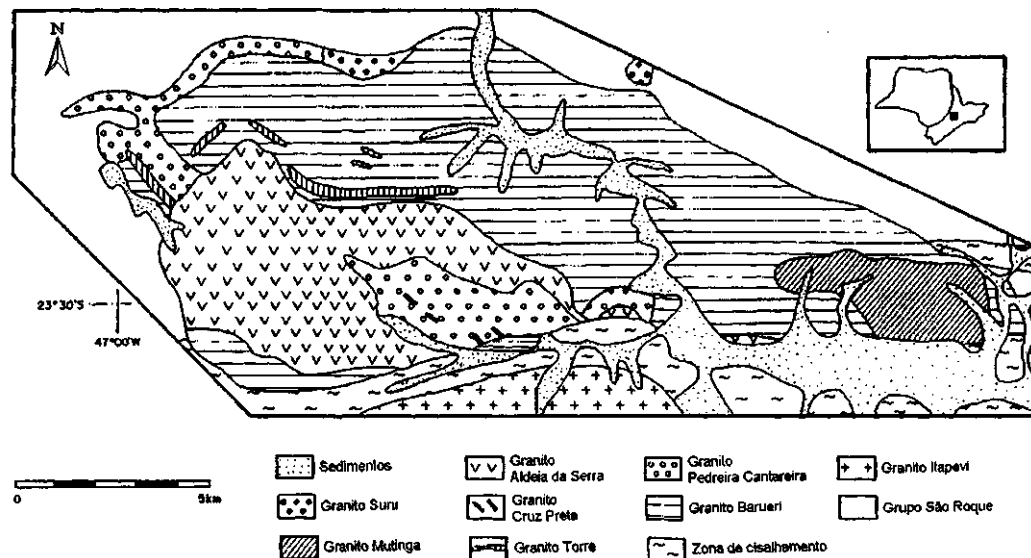 N
23°30'S
47°00'W
0 5km
Sedimentos
Granito
Aldeia da Serra
Granito
Pedreira Cantareira
Granito Itapevi
Granito Suru
Granito
Cruz Preta
Granito Barueri
Grupo São Roque
Granito Mutinga
Granito Torre
Zona de cisalhamento